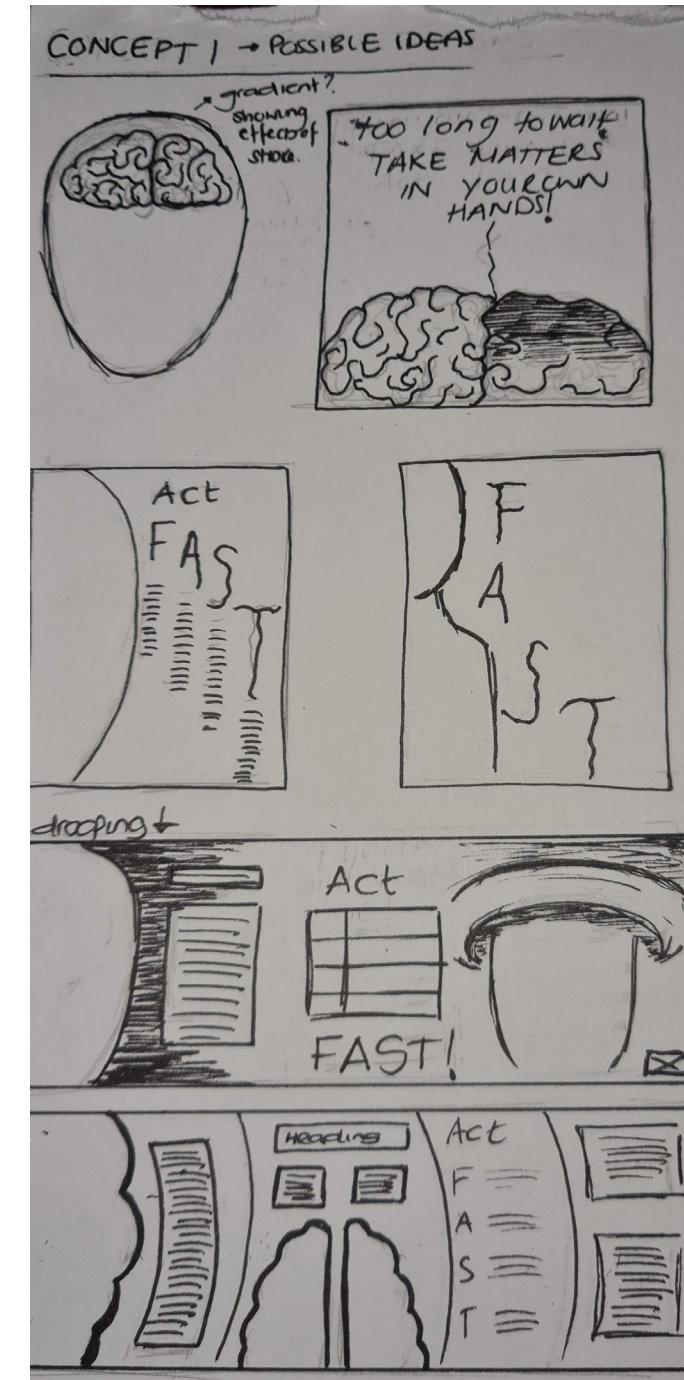 CONCEPT 1 → POSSIBLE IDEAS
gradient?
showing
effect of
stroke.
too long to wait
TAKE MATTERS
IN YOUR OWN
HANDS!
Act
FAST
F
A
S
T
drooping ↓
Act
FAST!
Heading
Act
F
A
S
T